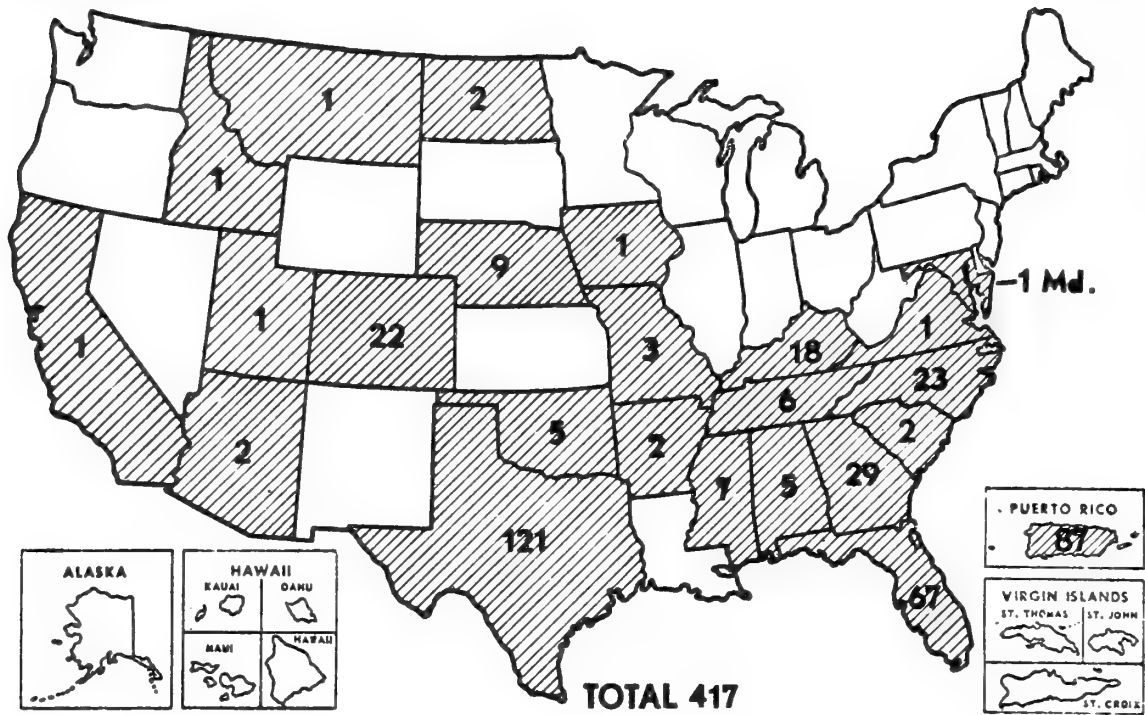 1
2
1
1
9
–1 Md.
1
1
22
3
18
1
6
23
2
5
2
2
7
5
29
121
67
PUERTO RICO
87
ALASKA
HAWAII
KAUAI
OAHU
MAUI
HAWAII
VIRGIN ISLANDS
ST. THOMAS
ST. JOHN
ST. CROIX
TOTAL 417